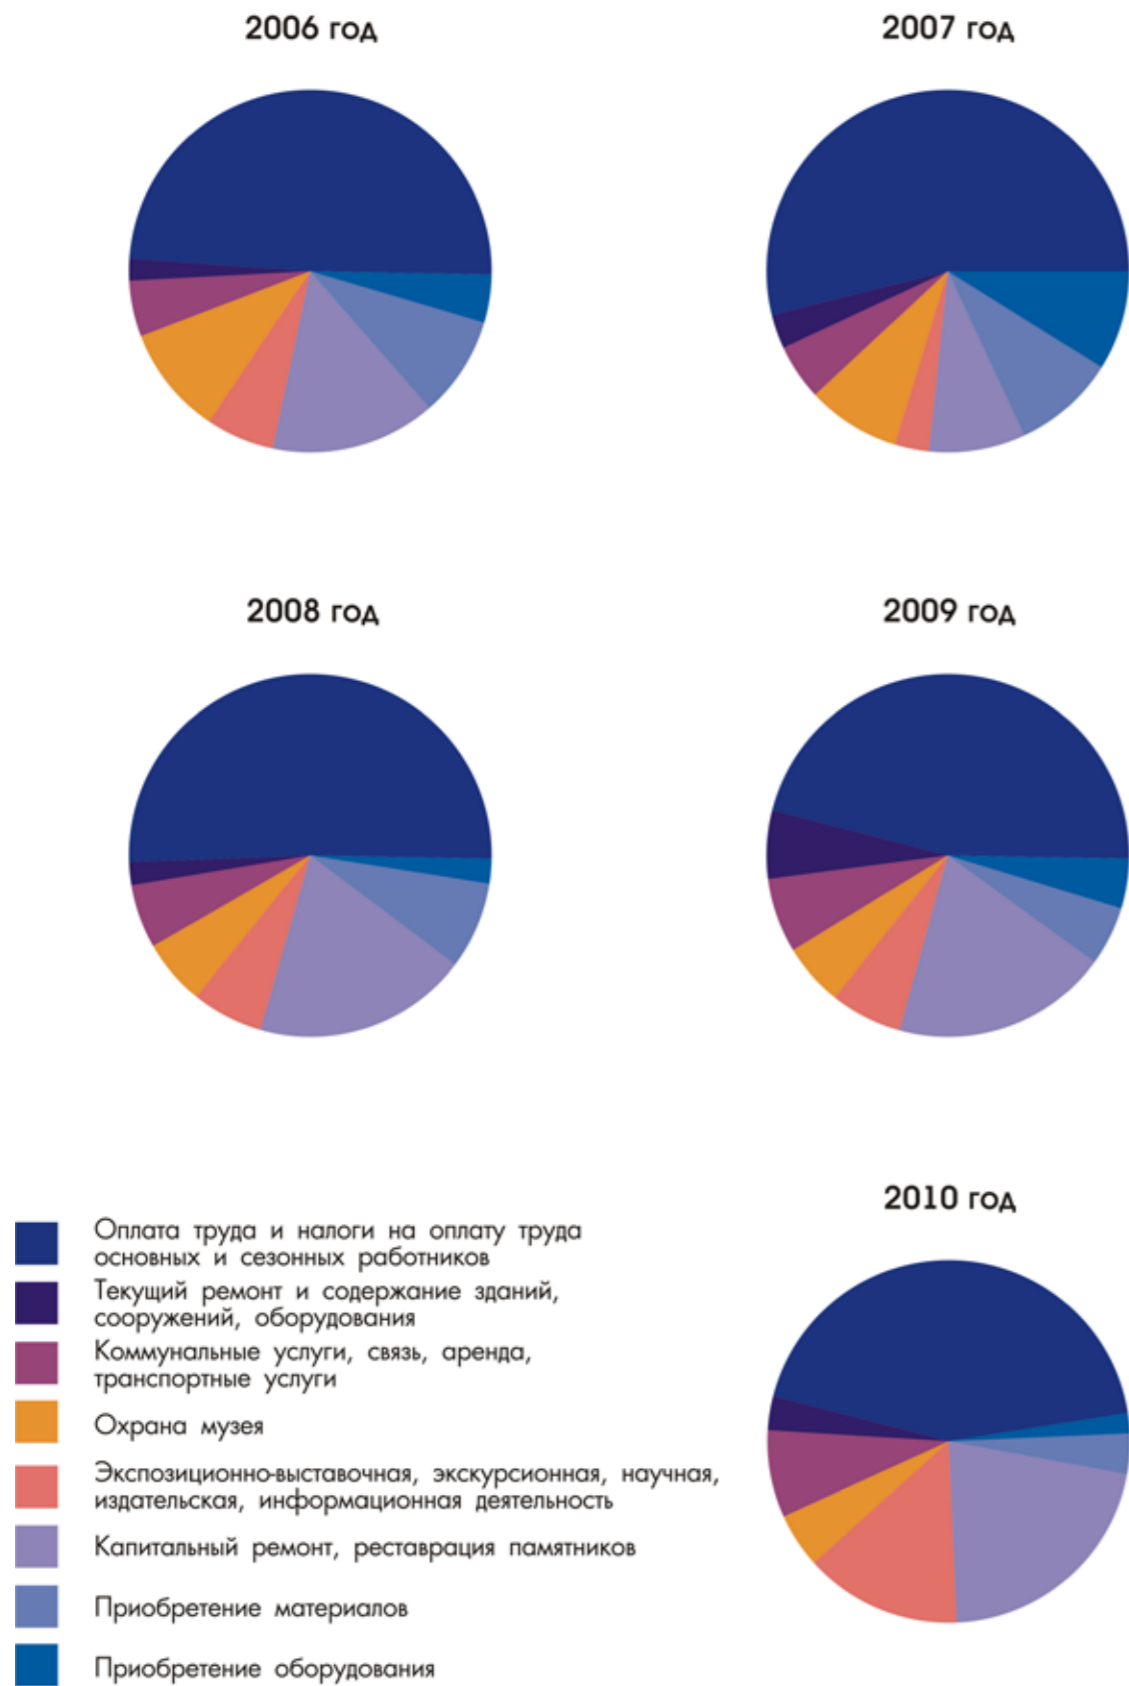 2006 год
2007 год
2008 год
2009 год
2010 год
Оплата труда и налоги на оплату труда
основных и сезонных работников
Текущий ремонт и содержание зданий,
сооружений, оборудования
Коммунальные услуги, связь, аренда,
транспортные услуги
Охрана музея
Экспозиционно-выставочная, экскурсионная, научная,
издательская, информационная деятельность
Капитальный ремонт, реставрация памятников
Приобретение материалов
Приобретение оборудования